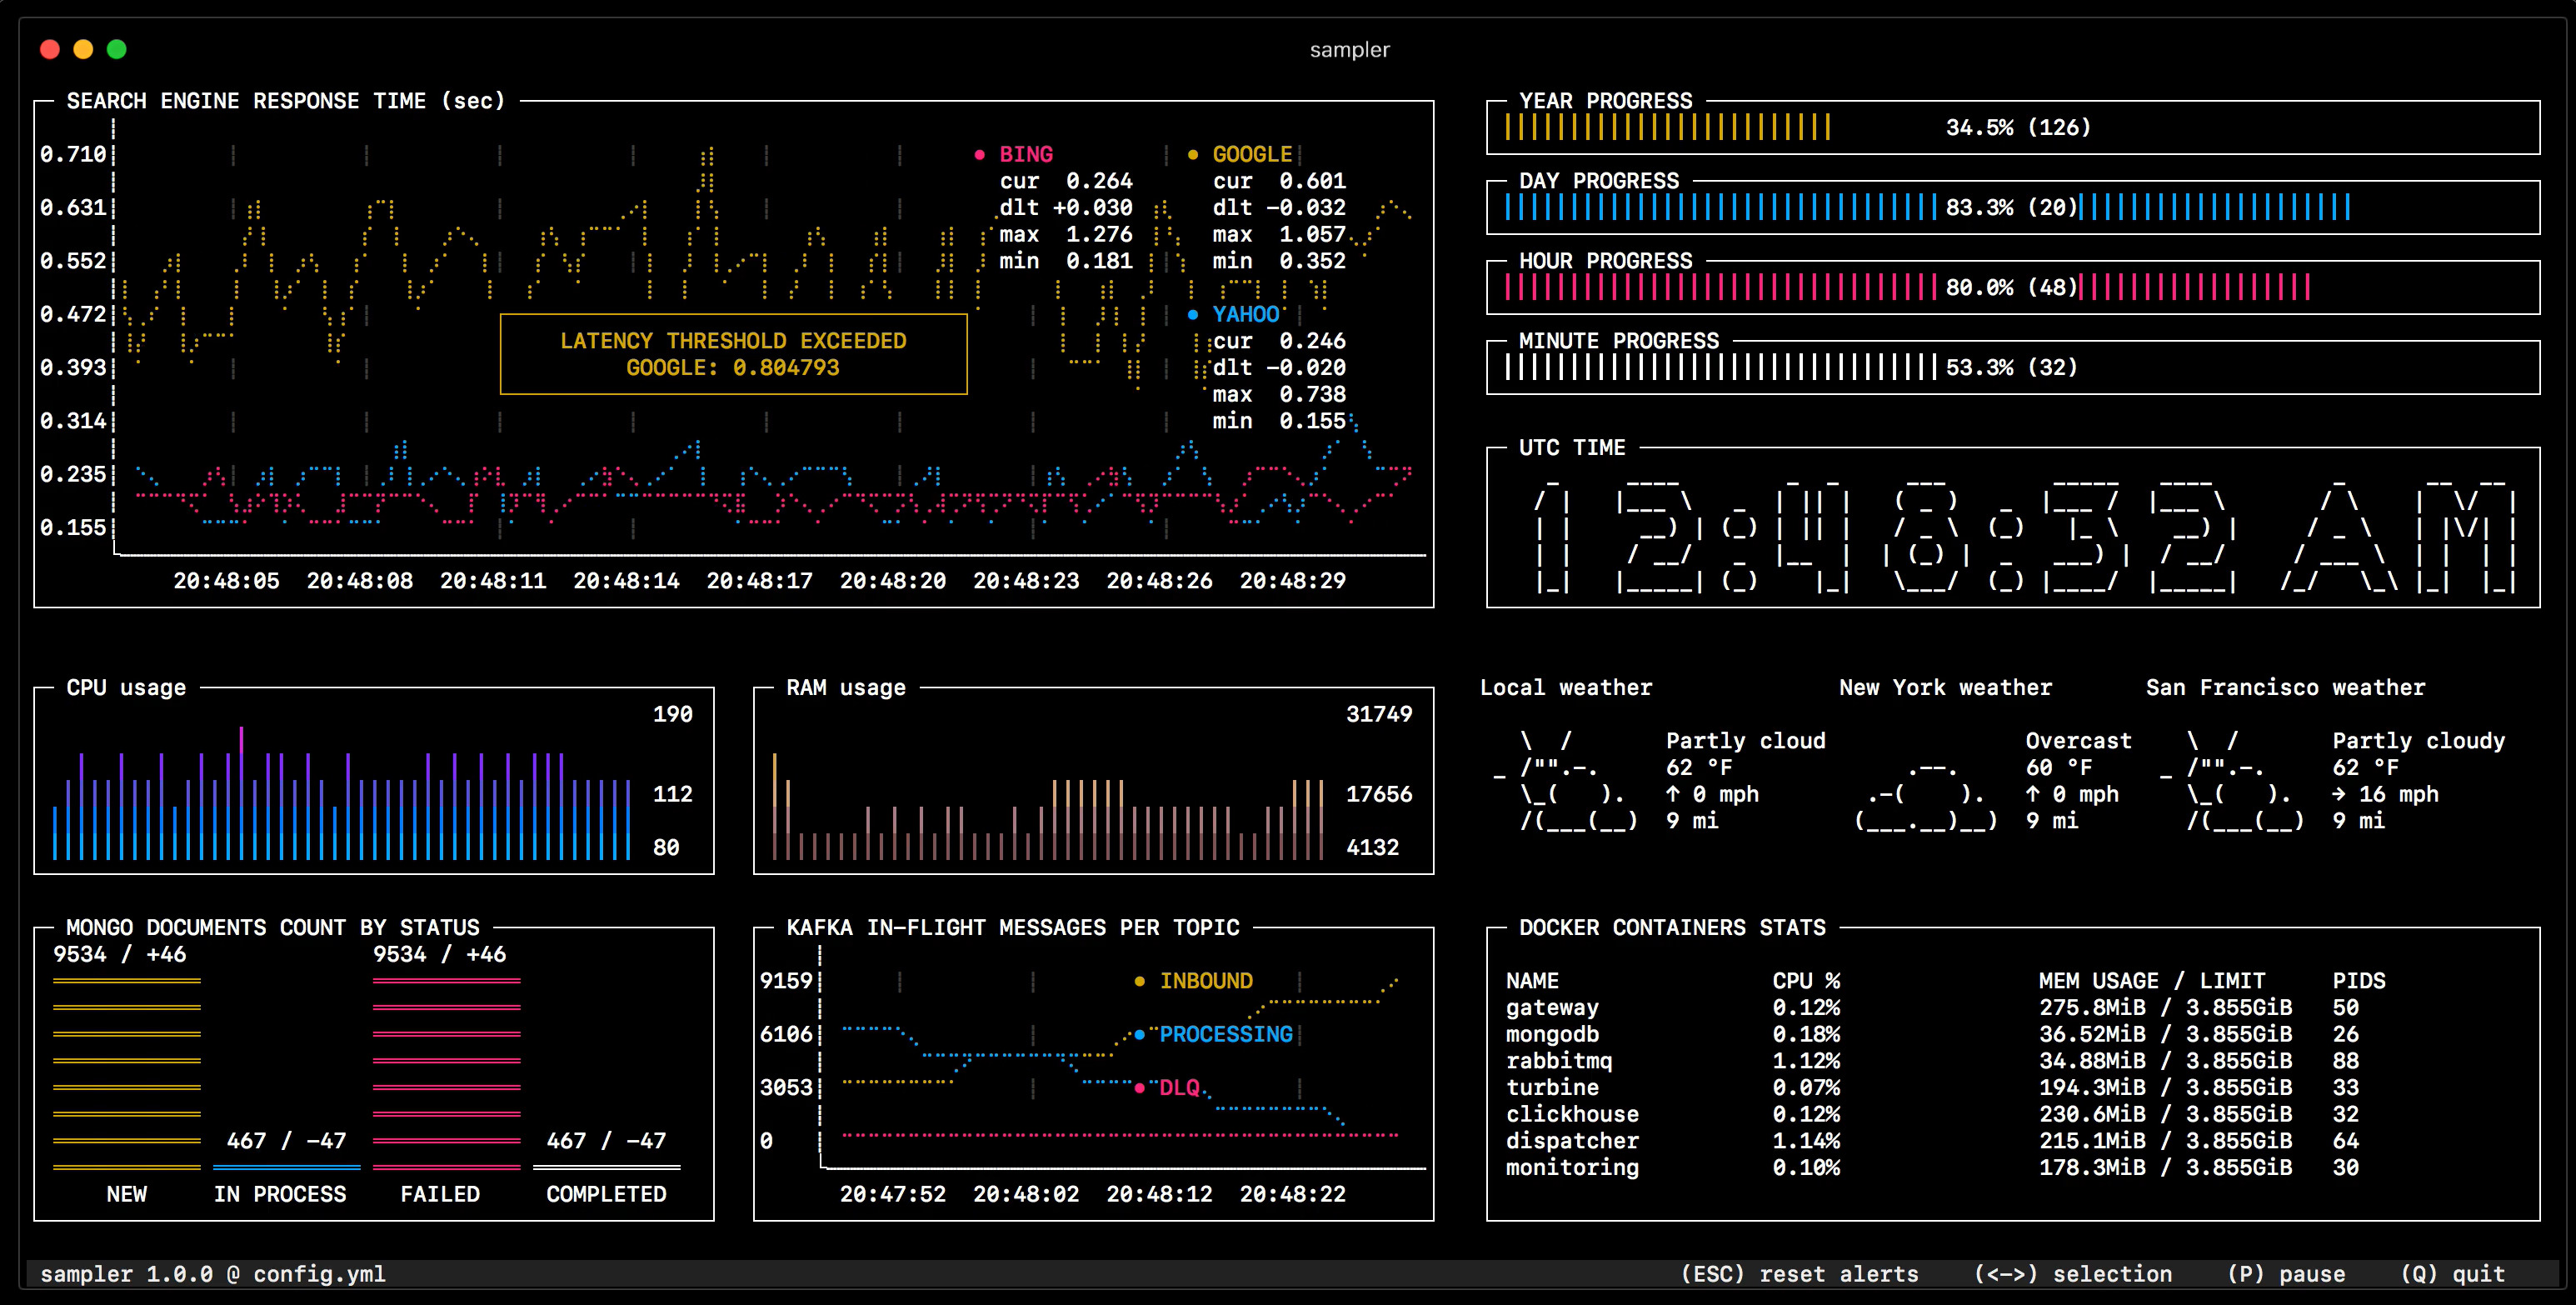 sampler
SEARCH ENGINE RESPONSE TIME (sec)
0.710
0.631
0.552
0.472
0.393
0.314
0.235
0.155
20:48:05 20:48:08 20:48:11 20:48:14 20:48:17 20:48:20 20:48:23 20:48:26 20:48:29
BING
cur 0.264
dlt +0.030
max 1.276
min 0.181
GOOGLE
cur 0.601
dlt -0.032
max 1.057
min 0.352
YAHOO
cur 0.246
dlt -0.020
max 0.738
min 0.155
LATENCY THRESHOLD EXCEEDED
GOOGLE: 0.804793
YEAR PROGRESS
34.5% (126)
DAY PROGRESS
83.3% (20)
HOUR PROGRESS
80.0% (48)
MINUTE PROGRESS
53.3% (32)
UTC TIME
12:48:32 AM
CPU usage
190
112
80
RAM usage
31749
17656
4132
Local weather
Partly cloud
62 °F
↑ 0 mph
9 mi
New York weather
Overcast
60 °F
↑ 0 mph
9 mi
San Francisco weather
Partly cloudy
62 °F
→ 16 mph
9 mi
MONGO DOCUMENTS COUNT BY STATUS
9534 / +46
467 / -47
9534 / +46
467 / -47
NEW IN PROCESS FAILED COMPLETED
KAFKA IN-FLIGHT MESSAGES PER TOPIC
9159
6106
3053
0
INBOUND
PROCESSING
DLQ
20:47:52 20:48:02 20:48:12 20:48:22
DOCKER CONTAINERS STATS
NAME CPU % MEM USAGE / LIMIT PIDS
gateway 0.12% 275.8MiB / 3.855GiB 50
mongodb 0.18% 36.52MiB / 3.855GiB 26
rabbitmq 1.12% 34.88MiB / 3.855GiB 88
turbine 0.07% 194.3MiB / 3.855GiB 33
clickhouse 0.12% 230.6MiB / 3.855GiB 32
dispatcher 1.14% 215.1MiB / 3.855GiB 64
monitoring 0.10% 178.3MiB / 3.855GiB 30
sampler 1.0.0 @ config.yml
(ESC) reset alerts (<->) selection (P) pause (Q) quit